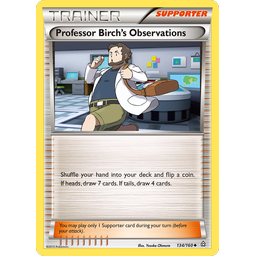 TRAINER
SUPPORTER
Professor Birch's Observations
Shuffle your hand into your deck and flip a coin.
If heads, draw 7 cards. If tails, draw 4 cards.
You may play only 1 Supporter card during your turn (before
your attack).
©2015 Pokémon
Illus. Yusuke Ohmura
134/160